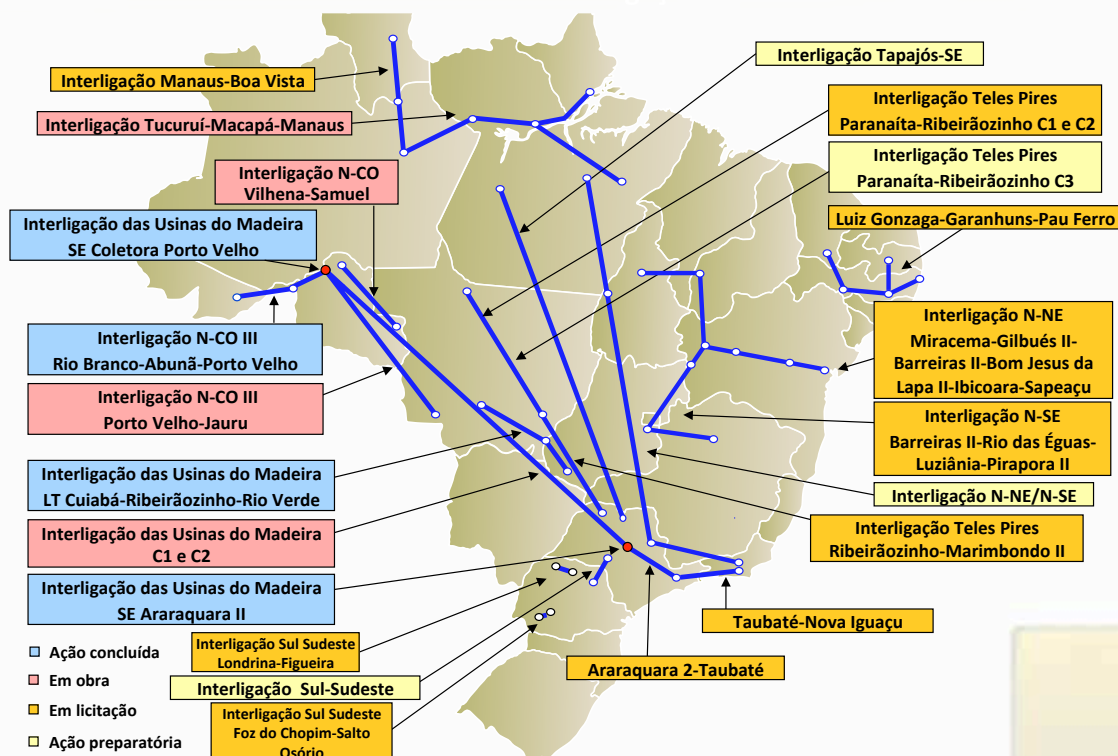 Interligação Manaus-Boa Vista
Interligação Tucuruí-Macapá-Manaus
Interligação N-CO
Vilhena-Samuel
Interligação das Usinas do Madeira
SE Coletora Porto Velho
Interligação N-CO III
Rio Branco-Abunã-Porto Velho
Interligação N-CO III
Porto Velho-Jauru
Interligação das Usinas do Madeira
LT Cuiabá-Ribeirãozinho-Rio Verde
Interligação das Usinas do Madeira
C1 e C2
Interligação das Usinas do Madeira
SE Araraquara II
Interligação Sul Sudeste
Londrina-Figueira
Interligação Sul-Sudeste
Interligação Sul Sudeste
Foz do Chopim-Salto
Osório
Interligação Tapajós-SE
Interligação Teles Pires
Paranaíta-Ribeirãozinho C1 e C2
Interligação Teles Pires
Paranaíta-Ribeirãozinho C3
Luiz Gonzaga-Garanhuns-Pau Ferro
Interligação N-NE
Miracema-Gilbués II-
Barreiras II-Bom Jesus da
Lapa II-Ibicoara-Sapeaçu
Interligação N-SE
Barreiras II-Rio das Éguas-
Luziânia-Pirapora II
Interligação N-NE/N-SE
Interligação Teles Pires
Ribeirãozinho-Marimbondo II
Taubaté-Nova Iguaçu
Araraquara 2-Taubaté
Ação concluída
Em obra
Em licitação
Ação preparatória